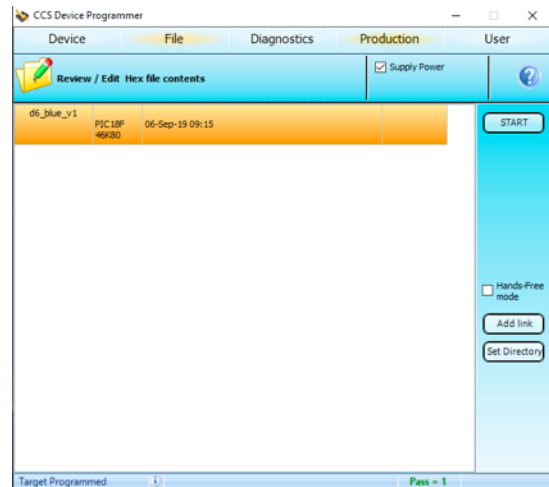 CCS Device Programmer
Device File Diagnostics Production User
Review / Edit Hex file contents
Supply Power
d6_blue_v1
PIC18F
46K80
06-Sep-19 09:15
START
Hands-Free
mode
Add link
Set Directory
Target Programmed
Pass = 1